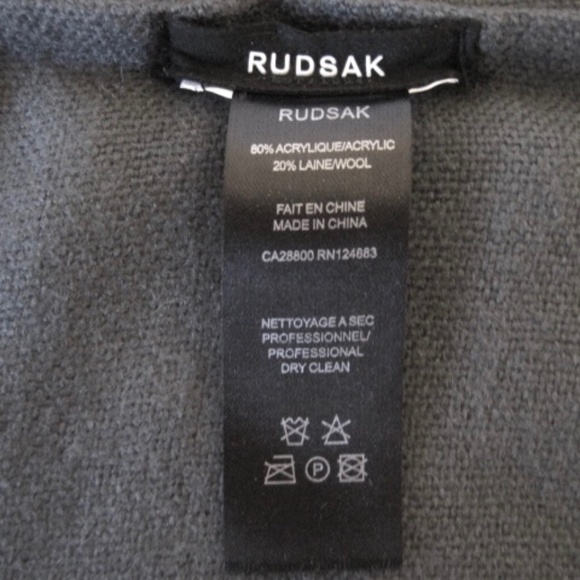 RUDSAK
RUDSAK
80% ACRYLIQUE/ACRYLIC
20% LAINE/WOOL
FAIT EN CHINE
MADE IN CHINA
CA28800 RN124683
NETTOYAGE A SEC
PROFESSIONNEL/
PROFESSIONAL
DRY CLEAN
P